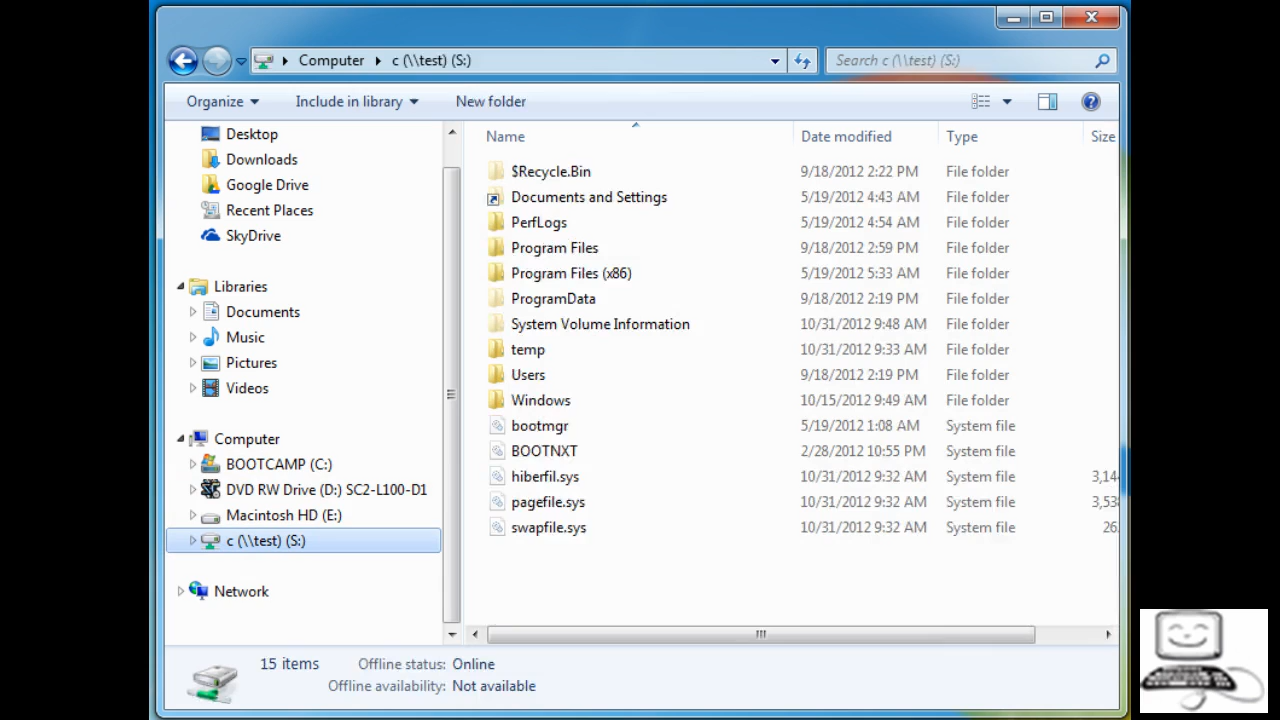 Computer c (\\test) (S:) Search c (\\test) (S:)
Organize Include in library New folder
Desktop
Downloads
Google Drive
Recent Places
SkyDrive
Libraries
Documents
Music
Pictures
Videos
Computer
BOOTCAMP (C:)
DVD RW Drive (D:) SC2-L100-D1
Macintosh HD (E:)
c (\\test) (S:)
Network
Name Date modified Type Size
$Recycle.Bin 9/18/2012 2:22 PM File folder
Documents and Settings 5/19/2012 4:43 AM File folder
PerfLogs 5/19/2012 4:54 AM File folder
Program Files 9/18/2012 2:59 PM File folder
Program Files (x86) 5/19/2012 5:33 AM File folder
ProgramData 9/18/2012 2:19 PM File folder
System Volume Information 10/31/2012 9:48 AM File folder
temp 10/31/2012 9:33 AM File folder
Users 9/18/2012 2:19 PM File folder
Windows 10/15/2012 9:49 AM File folder
bootmgr 5/19/2012 1:08 AM System file
BOOTNXT 2/28/2012 10:55 PM System file
hiberfil.sys 10/31/2012 9:32 AM System file 3,14
pagefile.sys 10/31/2012 9:32 AM System file 3,53
swapfile.sys 10/31/2012 9:32 AM System file 26
15 items Offline status: Online
Offline availability: Not available